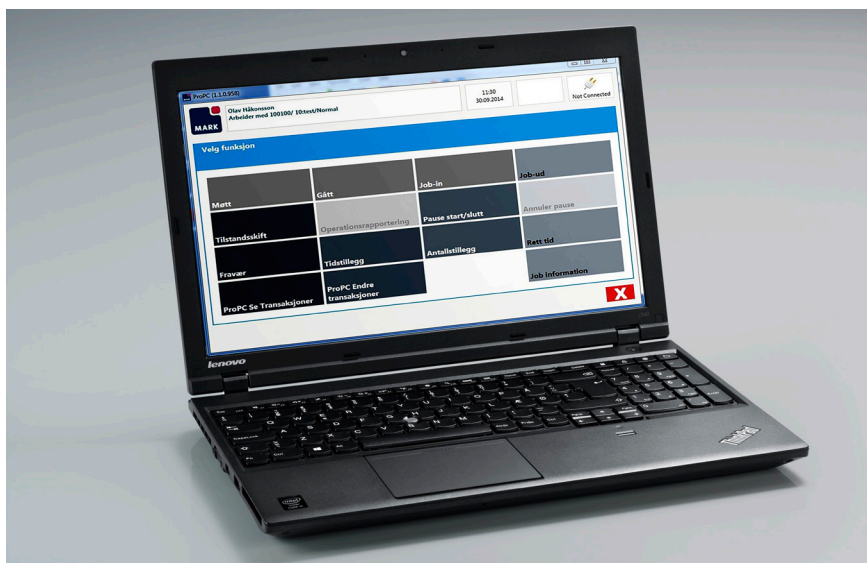 ProPC (1.1.0.958)
MARK
Olav Håkonsson
Arbeider med 100100/ 10:test/Normal
11:30
30.09.2014
Not Connected
Velg funksjon
Møtt
Gått
Job-in
Job-ud
Tilstandsskift
Operationsrapportering
Pause start/slutt
Annuler pause
Fravær
Tidstillegg
Antallstillegg
Rett tid
ProPC Se Transaksjoner
ProPC Endre
transaksjoner
Job information
X
lenovo
ThinkPad